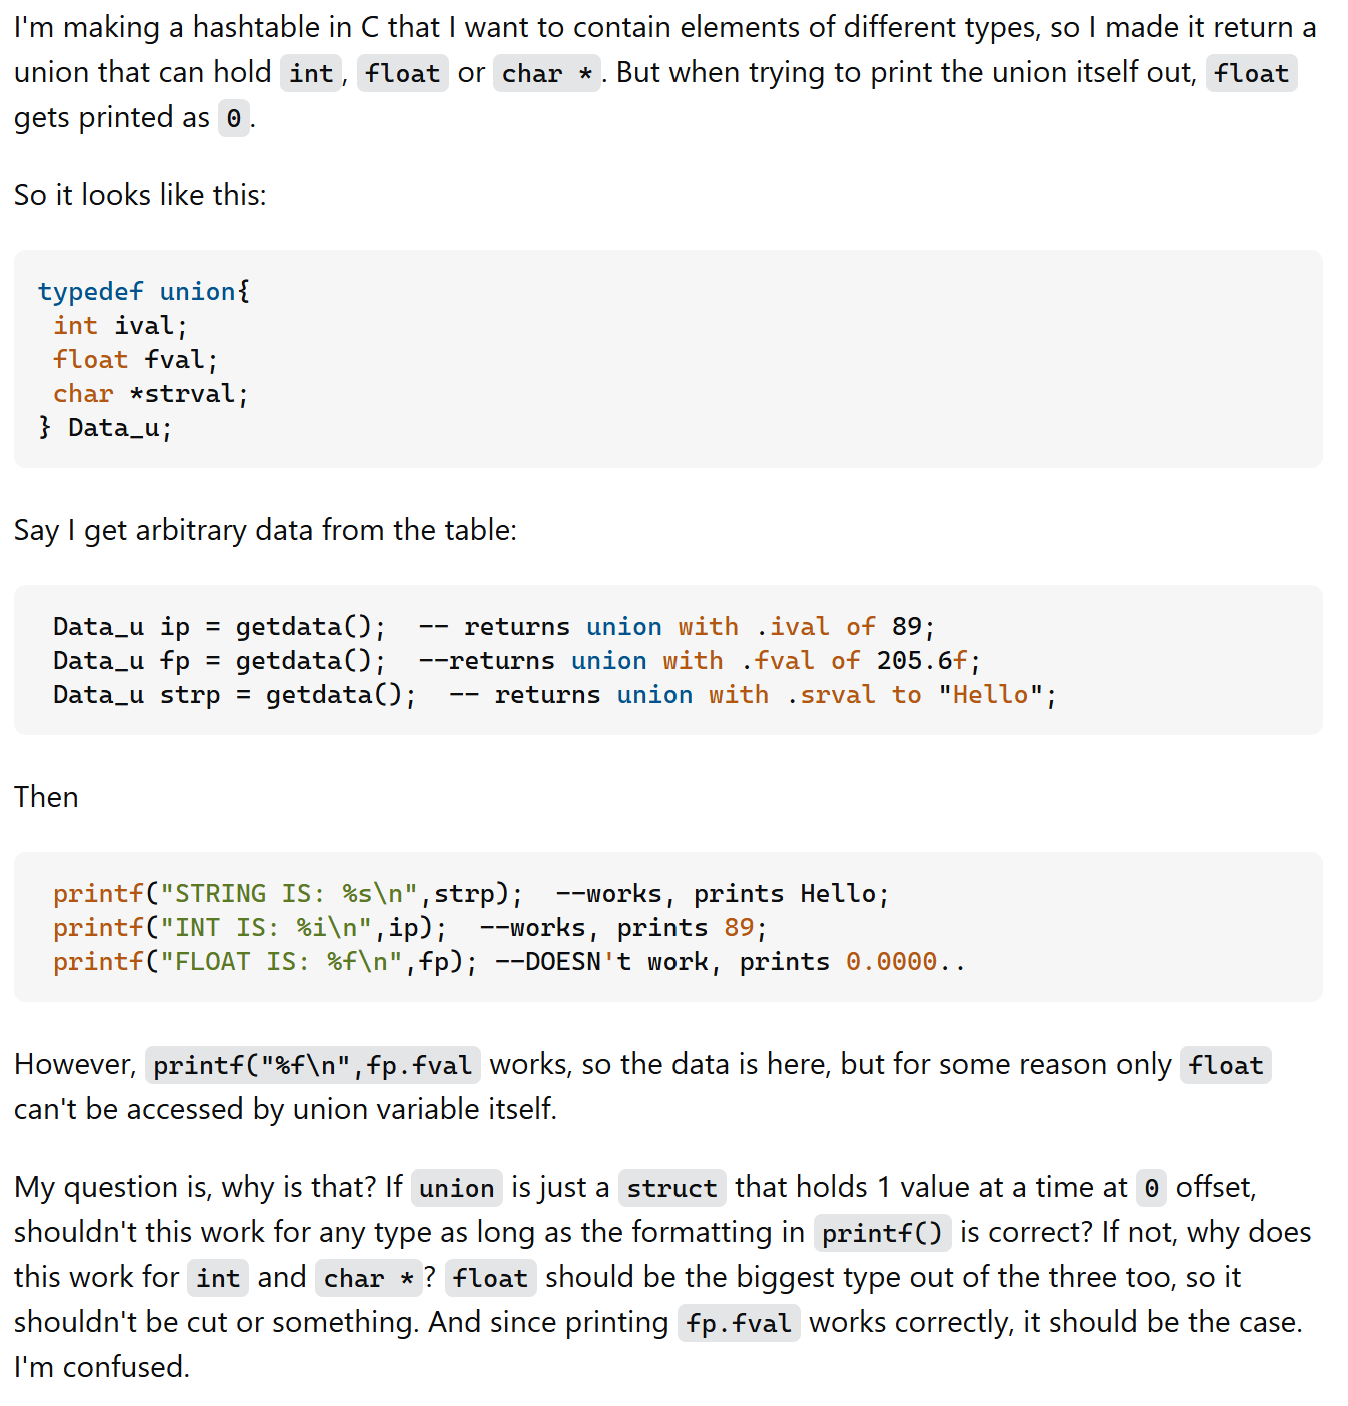 I'm making a hashtable in C that I want to contain elements of different types, so I made it return a
union that can hold int, float or char *. But when trying to print the union itself out, float
gets printed as 0.
So it looks like this:
typedef union{
 int ival;
 float fval;
 char *strval;
} Data_u;
Say I get arbitrary data from the table:
 Data_u ip = getdata();  -- returns union with .ival of 89;
 Data_u fp = getdata();  --returns union with .fval of 205.6f;
 Data_u strp = getdata();  -- returns union with .srval to "Hello";
Then
 printf("STRING IS: %s\n",strp);  --works, prints Hello;
 printf("INT IS: %i\n",ip);  --works, prints 89;
 printf("FLOAT IS: %f\n",fp); --DOESN't work, prints 0.0000..
However, printf("%f\n",fp.fval works, so the data is here, but for some reason only float
can't be accessed by union variable itself.
My question is, why is that? If union is just a struct that holds 1 value at a time at 0 offset,
shouldn't this work for any type as long as the formatting in printf() is correct? If not, why does
this work for int and char *? float should be the biggest type out of the three too, so it
shouldn't be cut or something. And since printing fp.fval works correctly, it should be the case.
I'm confused.